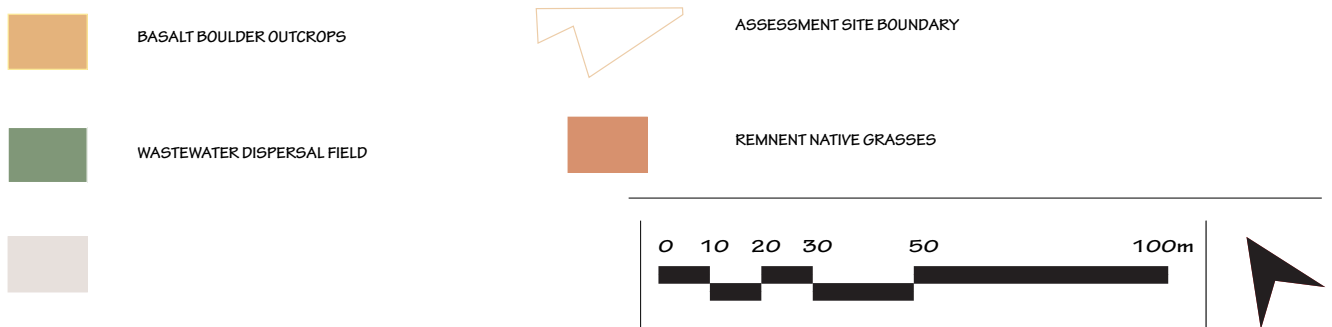 BASALT BOULDER OUTCROPS
ASSESSMENT SITE BOUNDARY
WASTEWATER DISPERSAL FIELD
REMNENT NATIVE GRASSES
0 10 20 30 50 100m